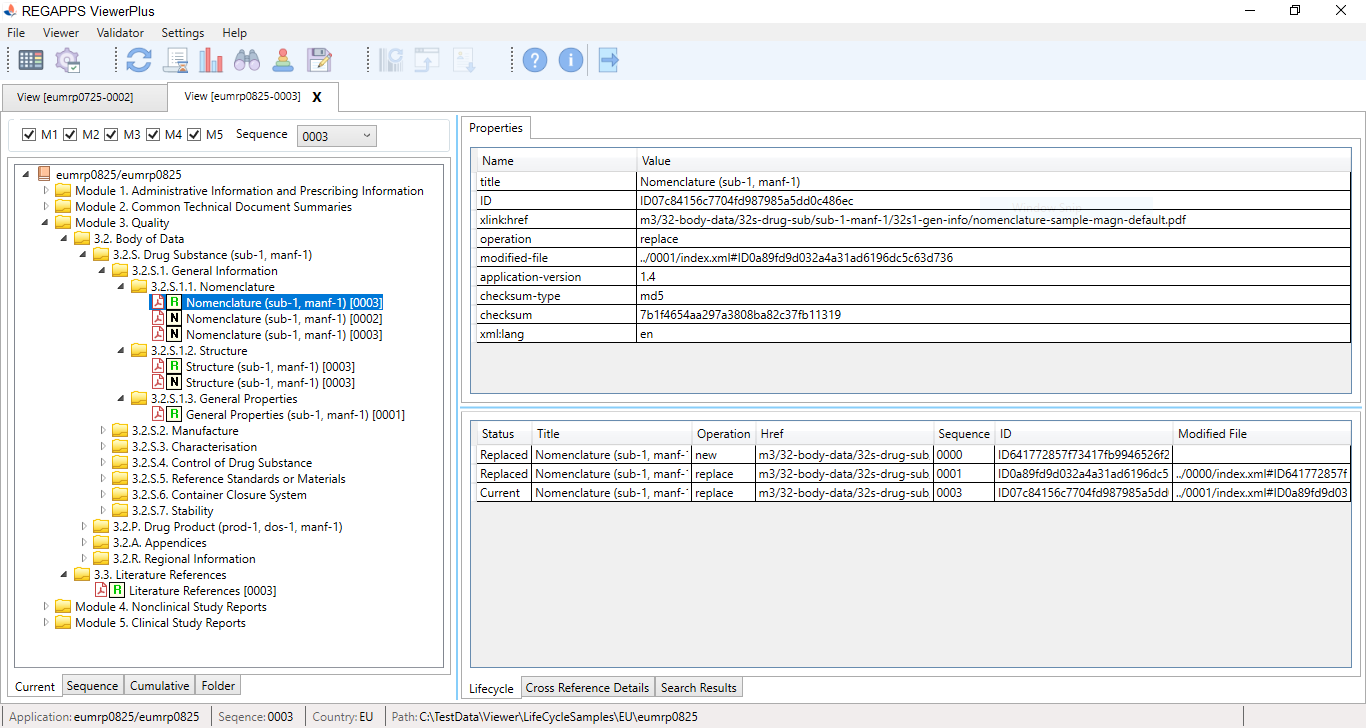 REGAPPS ViewerPlus
File Viewer Validator Settings Help
View [eumrp0725-0002] View [eumrp0825-0003] X
M1 M2 M3 M4 M5 Sequence 0003
eumrp0825/eumrp0825
Module 1. Administrative Information and Prescribing Information
Module 2. Common Technical Document Summaries
Module 3. Quality
3.2. Body of Data
3.2.S. Drug Substance (sub-1, manf-1)
3.2.S.1. General Information
3.2.S.1.1. Nomenclature
R Nomenclature (sub-1, manf-1) [0003]
N Nomenclature (sub-1, manf-1) [0002]
N Nomenclature (sub-1, manf-1) [0003]
3.2.S.1.2. Structure
R Structure (sub-1, manf-1) [0003]
N Structure (sub-1, manf-1) [0003]
3.2.S.1.3. General Properties
R General Properties (sub-1, manf-1) [0001]
3.2.S.2. Manufacture
3.2.S.3. Characterisation
3.2.S.4. Control of Drug Substance
3.2.S.5. Reference Standards or Materials
3.2.S.6. Container Closure System
3.2.S.7. Stability
3.2.P. Drug Product (prod-1, dos-1, manf-1)
3.2.A. Appendices
3.2.R. Regional Information
3.3. Literature References
R Literature References [0003]
Module 4. Nonclinical Study Reports
Module 5. Clinical Study Reports
Current Sequence Cumulative Folder
Properties
Name Value
title Nomenclature (sub-1, manf-1)
ID ID07c84156c7704fd987985a5dd0c486ec
xlink:href m3/32-body-data/32s-drug-sub/sub-1-manf-1/32s1-gen-info/nomenclature-sample-magn-default.pdf
operation replace
modified-file ../0001/index.xml#ID0a89fd9d032a4a31ad6196dc5c63d736
application-version 1.4
checksum-type md5
checksum 7b1f4654aa297a3808ba82c37fb11319
xml:lang en
Status Title Operation Href Sequence ID Modified File
Replaced Nomenclature (sub-1, manf- new m3/32-body-data/32s-drug-sub 0000 ID641772857f73417fb9946526f2
Replaced Nomenclature (sub-1, manf- replace m3/32-body-data/32s-drug-sub 0001 ID0a89fd9d032a4a31ad6196dc5 ../0000/index.xml#ID641772857f
Current Nomenclature (sub-1, manf- replace m3/32-body-data/32s-drug-sub 0003 ID07c84156c7704fd987985a5dd ../0001/index.xml#ID0a89fd9d03
Lifecycle Cross Reference Details Search Results
Application: eumrp0825/eumrp0825 Seqence: 0003 Country: EU Path: C:\TestData\Viewer\LifeCycleSamples\EU\eumrp0825